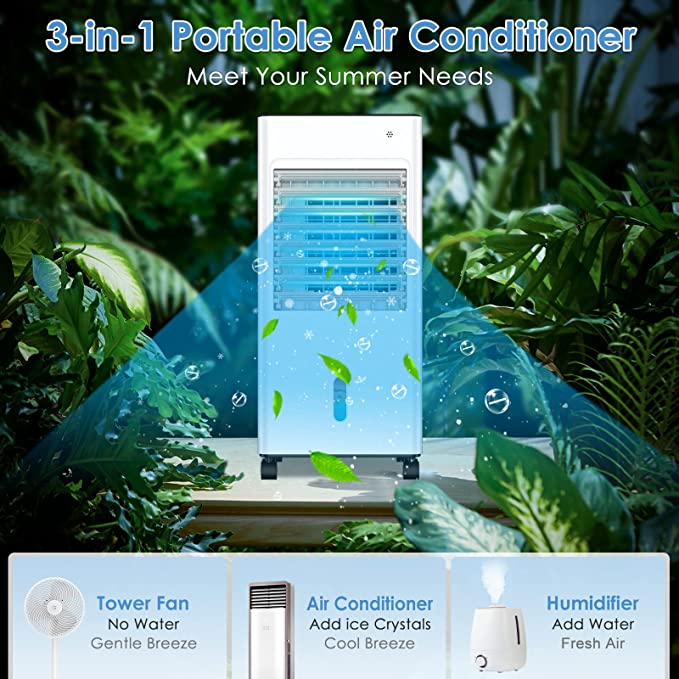 3-in-1 Portable Air Conditioner
Meet Your Summer Needs
Tower Fan
No Water
Gentle Breeze
Air Conditioner
Add ice Crystals
Cool Breeze
Humidifier
Add Water
Fresh Air